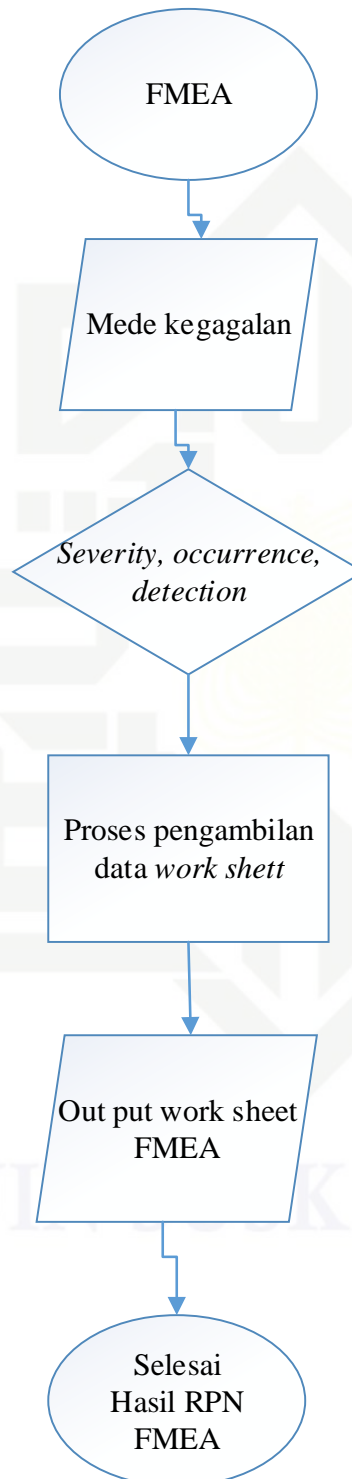 FMEA
Mede kegagalan
Severity, occurrence,
detection
Proses pengambilan
data work shett
Out put work sheet
FMEA
Selesai
Hasil RPN
FMEA